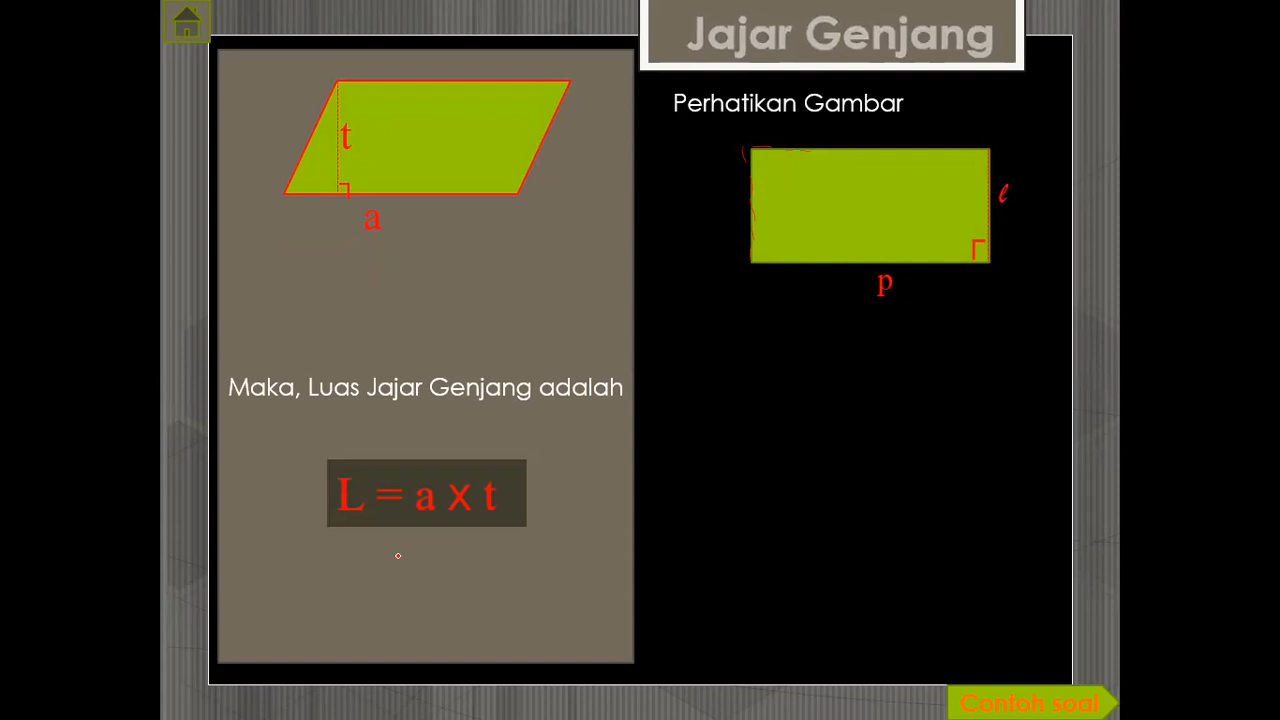 Jajar Genjang
t
a
Maka, Luas Jajar Genjang adalah
L = a x t
Perhatikan Gambar
ℓ
p
Contoh soal